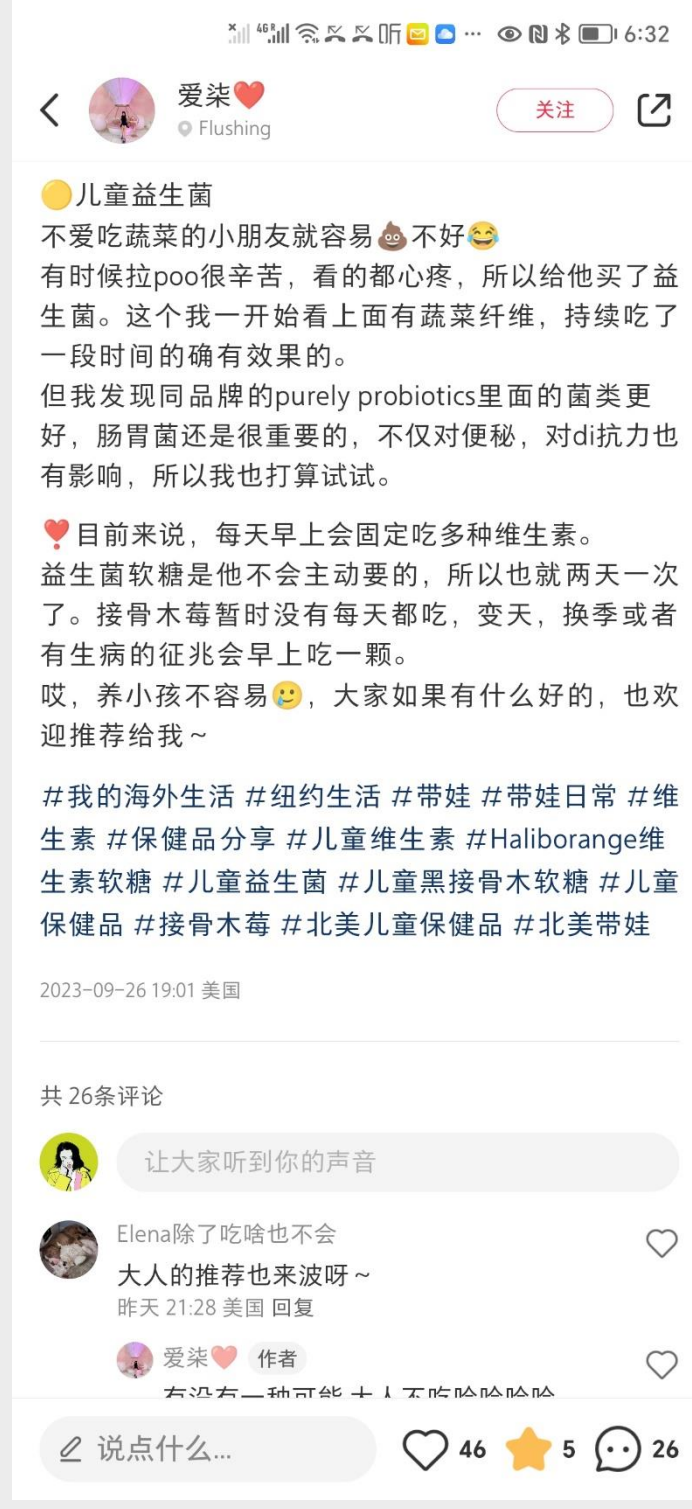 46R 听 ··· 6:32
爱柒
关注
Flushing
儿童益生菌
不爱吃蔬菜的小朋友就容易💩不好😂
有时候拉poo很辛苦，看的都心疼，所以给他买了益
生菌。这个我一开始看上面有蔬菜纤维，持续吃了
一段时间的确有效果的。
但我发现同品牌的purely probiotics里面的菌类更
好，肠胃菌还是很重要的，不仅对便秘，对di抗力也
有影响，所以我也打算试试。
目前来说，每天早上会固定吃多种维生素。
益生菌软糖是他不会主动要的，所以也就两天一次
了。接骨木莓暂时没有每天都吃，变天，换季或者
有生病的征兆会早上吃一颗。
哎，养小孩不容易🥲，大家如果有什么好的，也欢
迎推荐给我～
#我的海外生活 #纽约生活 #带娃 #带娃日常 #维
生素 #保健品分享 #儿童维生素 #Haliborange维
生素软糖 #儿童益生菌 #儿童黑接骨木软糖 #儿童
保健品 #接骨木莓 #北美儿童保健品 #北美带娃
2023-09-26 19:01 美国
共 26条评论
让大家听到你的声音
Elena除了吃啥也不会
大人的推荐也来波呀～
昨天 21:28 美国 回复
爱柒 作者
有没有一种可能 大人不吃哈哈哈哈
说点什么... 46 5 26